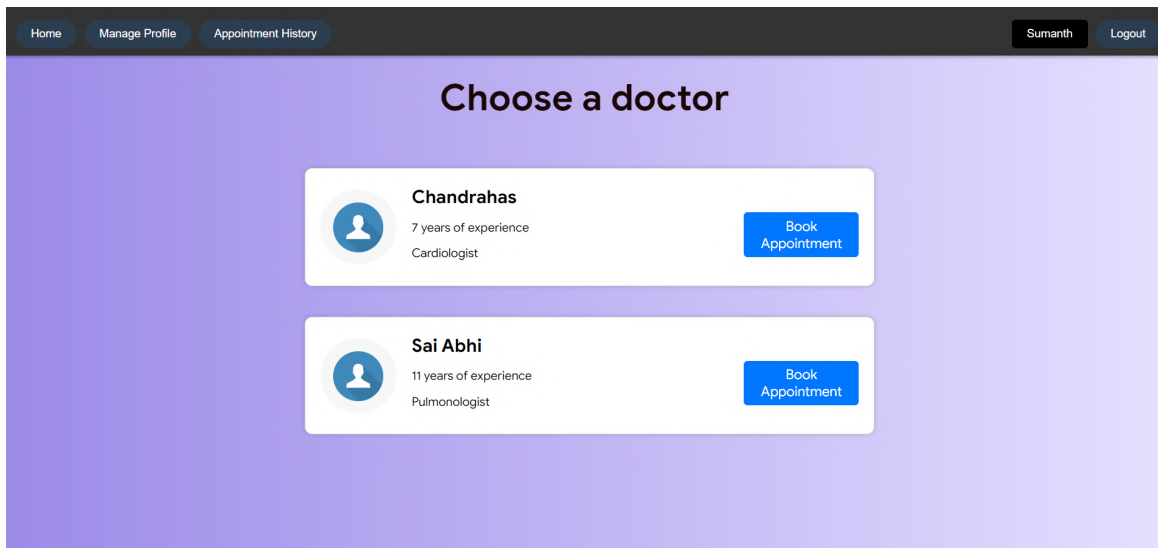 Home Manage Profile Appointment History Sumanth Logout
Choose a doctor
Chandrahas
7 years of experience
Cardiologist
Book
Appointment
Sai Abhi
11 years of experience
Pulmonologist
Book
Appointment